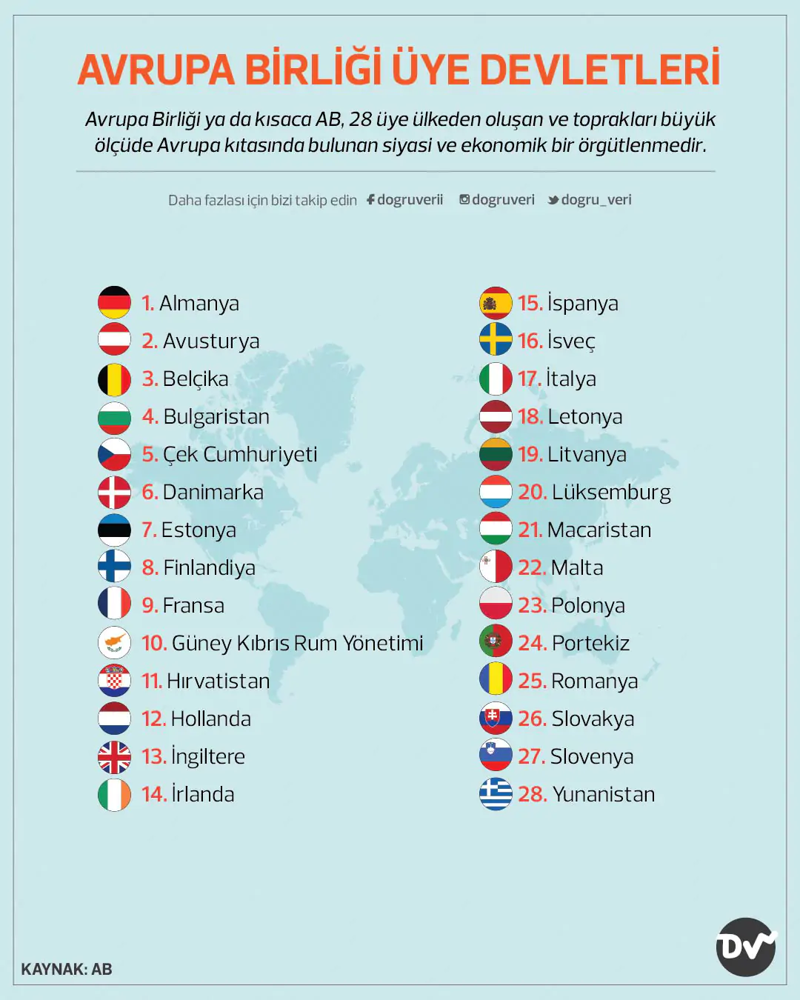 AVRUPA BİRLİĞİ ÜYE DEVLETLERİ
Avrupa Birliği ya da kısaca AB, 28 üye ülkeden oluşan ve toprakları büyük
ölçüde Avrupa kıtasında bulunan siyasi ve ekonomik bir örgütlenmedir.
Daha fazlası için bizi takip edin dogruverii dogruveri dogru_veri
1. Almanya
2. Avusturya
3. Belçika
4. Bulgaristan
5. Çek Cumhuriyeti
6. Danimarka
7. Estonya
8. Finlandiya
9. Fransa
10. Güney Kıbrıs Rum Yönetimi
11. Hırvatistan
12. Hollanda
13. İngiltere
14. İrlanda
15. İspanya
16. İsveç
17. İtalya
18. Letonya
19. Litvanya
20. Lüksemburg
21. Macaristan
22. Malta
23. Polonya
24. Portekiz
25. Romanya
26. Slovakya
27. Slovenya
28. Yunanistan
DV
KAYNAK: AB